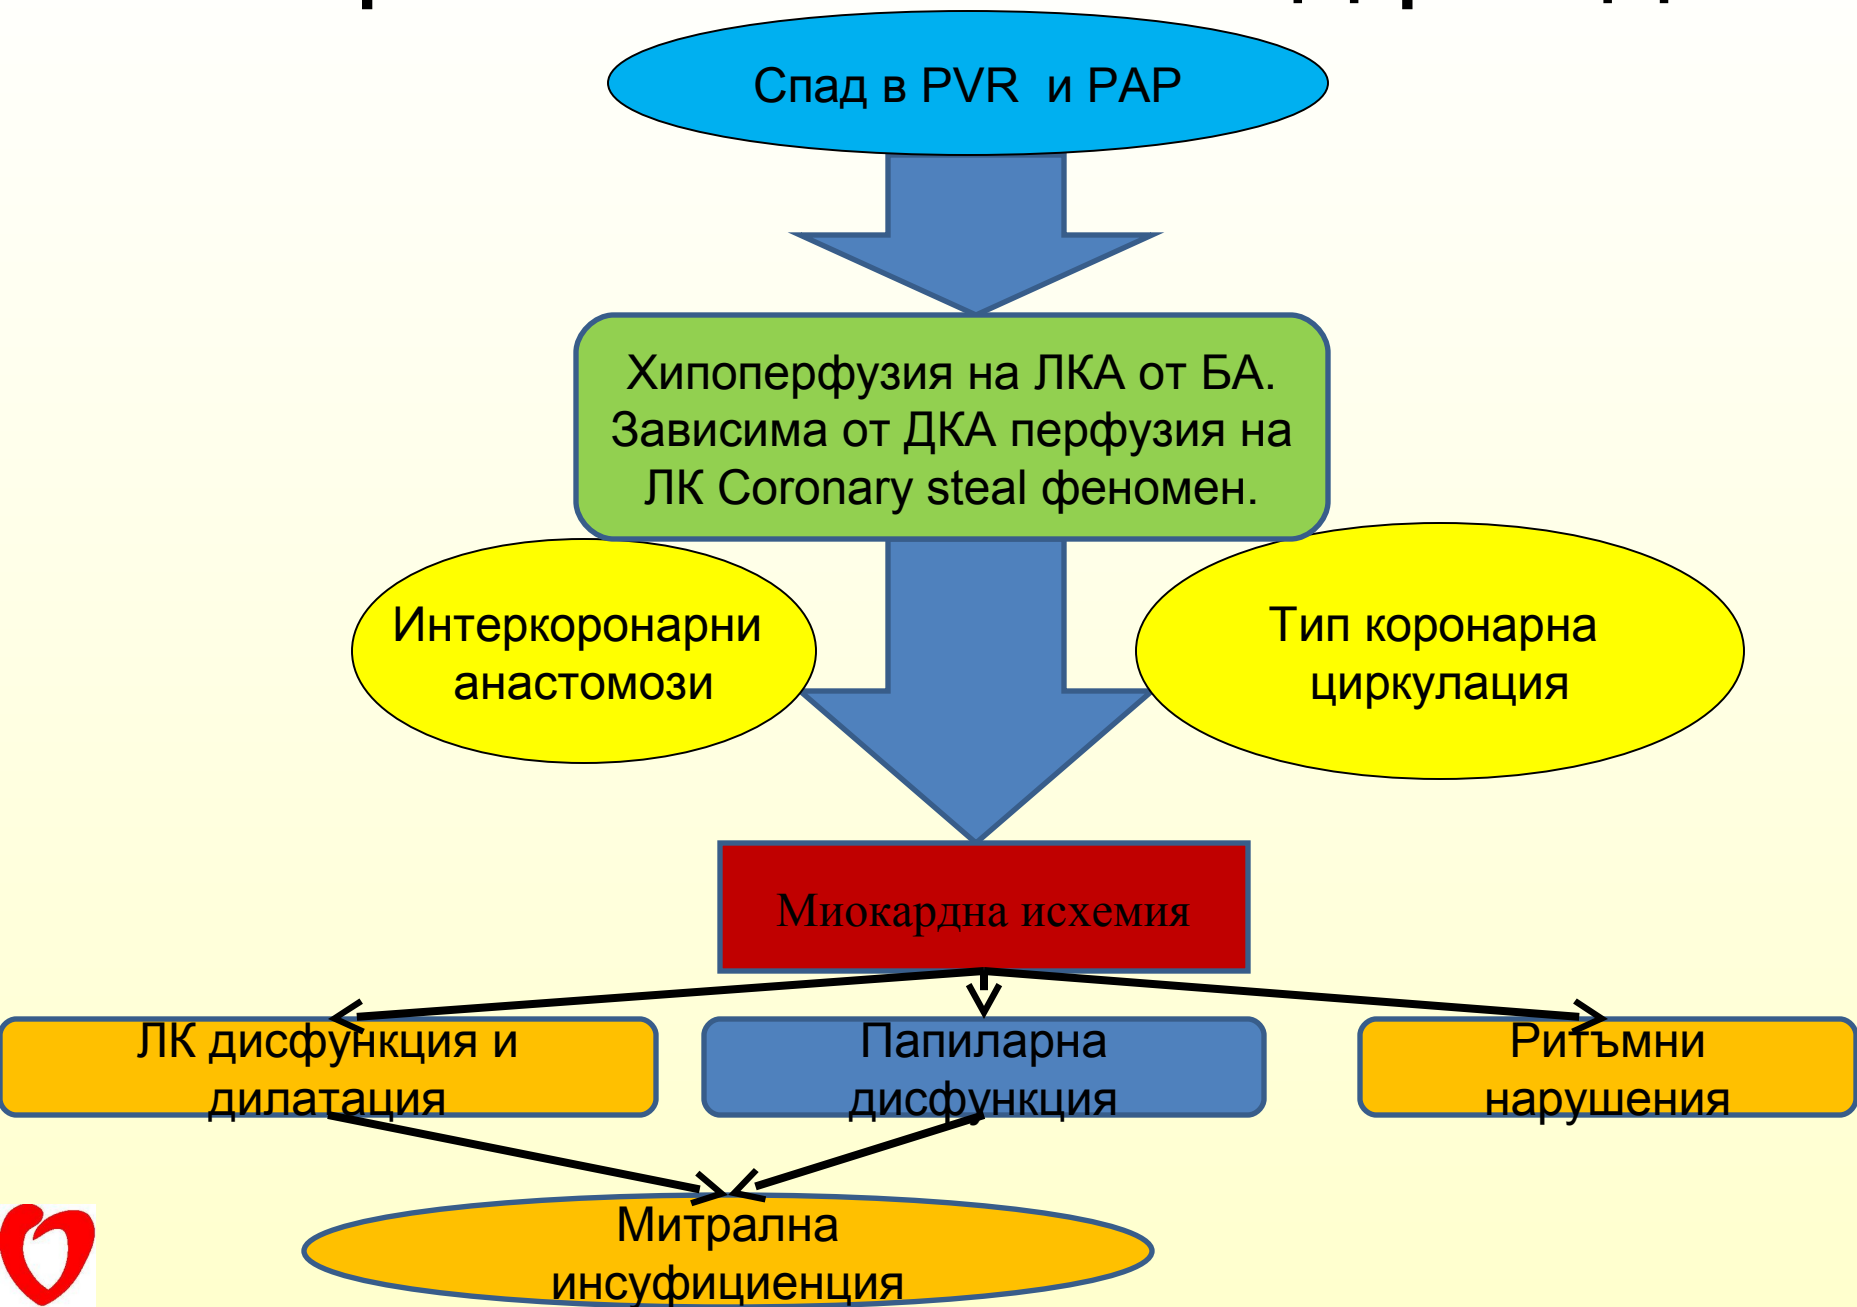 Спад в PVR и PAP
Хипоперфузия на ЛКА от БА.
Зависима от ДКА перфузия на
ЛК Coronary steal феномен.
Интеркоронарни
анастомози
Тип коронарна
циркулация
Миокардна исхемия
ЛК дисфункция и
дилатация
Папиларна
дисфункция
Ритъмни
нарушения
Митрална
инсуфициенция